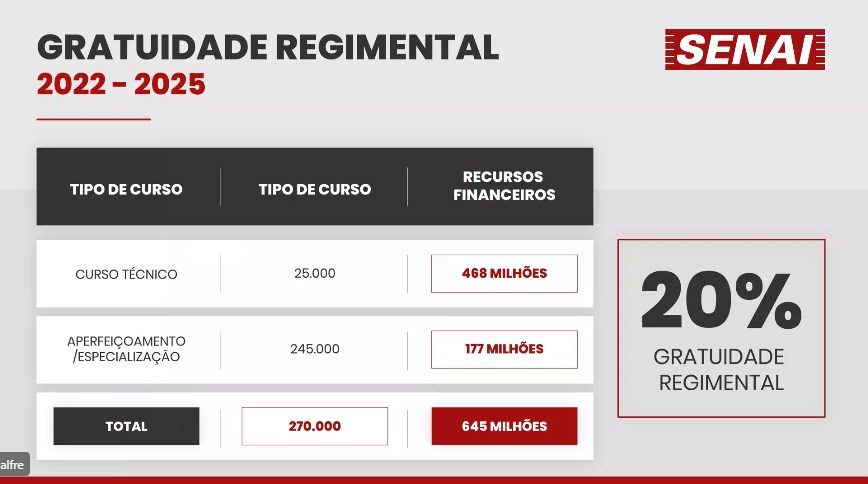 GRATUIDADE REGIMENTAL
2022 - 2025
SENAI
TIPO DE CURSO
TIPO DE CURSO
RECURSOS
FINANCEIROS
CURSO TÉCNICO
25.000
468 MILHÕES
APERFEIÇOAMENTO
/ESPECIALIZAÇÃO
245.000
177 MILHÕES
TOTAL
270.000
645 MILHÕES
20%
GRATUIDADE
REGIMENTAL
alfre